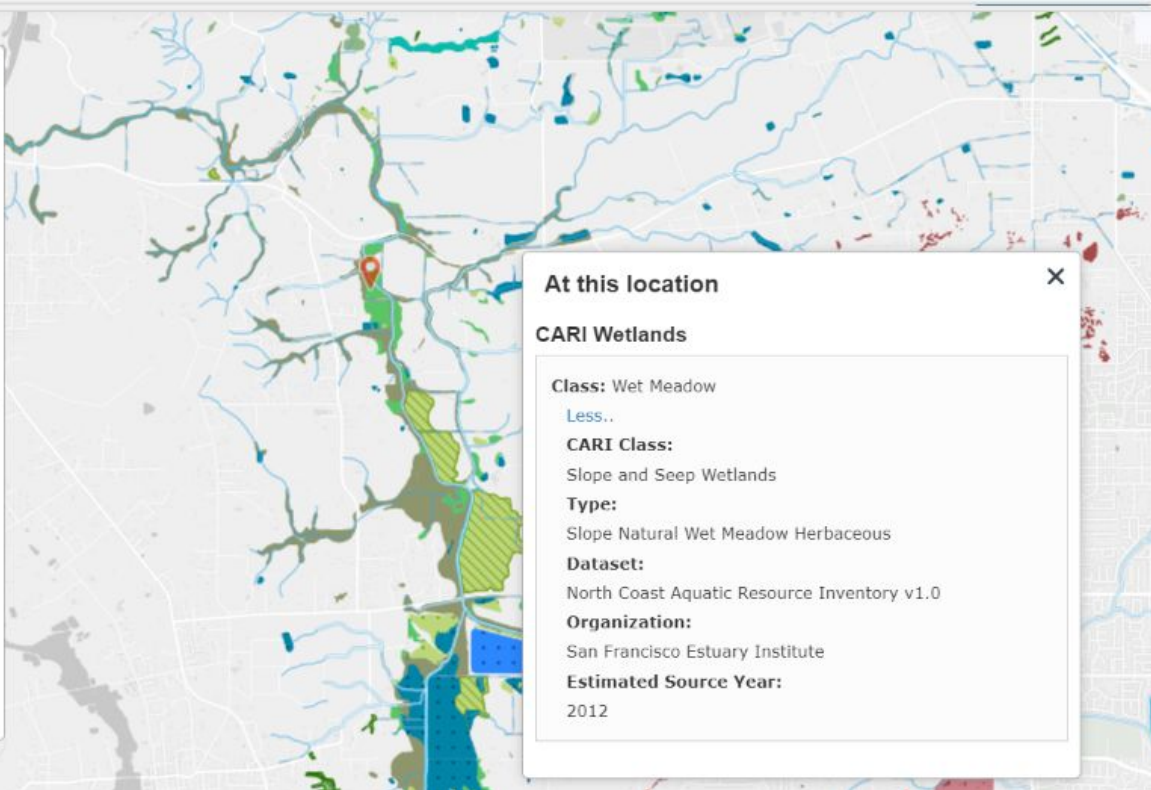 At this location
CARI Wetlands
Class: Wet Meadow
Less..
CARI Class:
Slope and Seep Wetlands
Type:
Slope Natural Wet Meadow Herbaceous
Dataset:
North Coast Aquatic Resource Inventory v1.0
Organization:
San Francisco Estuary Institute
Estimated Source Year:
2012